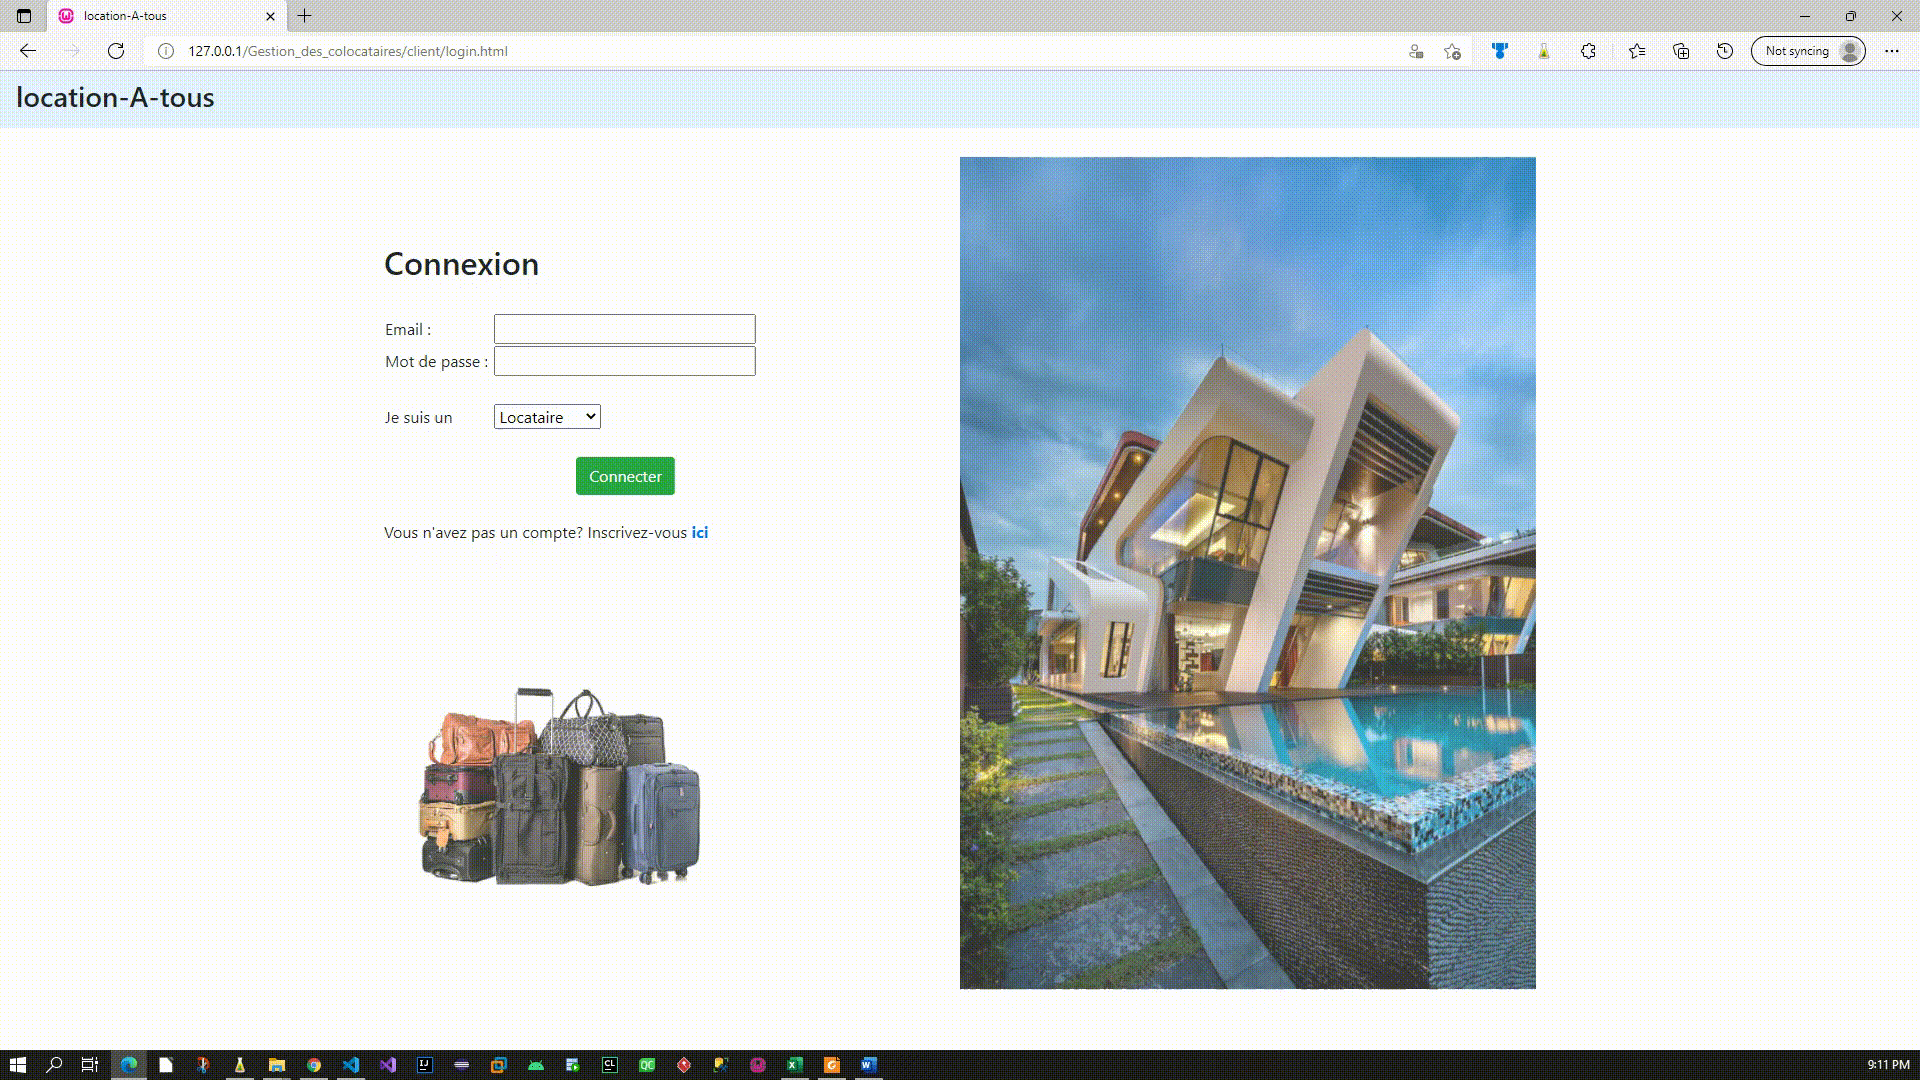 location-A-tous
127.0.0.1/Gestion_des_colocataires/client/login.html
Not syncing
location-A-tous
Connexion
Email :
Mot de passe :
Je suis un
Locataire
Connecter
Vous n'avez pas un compte? Inscrivez-vous ici
9:11 PM